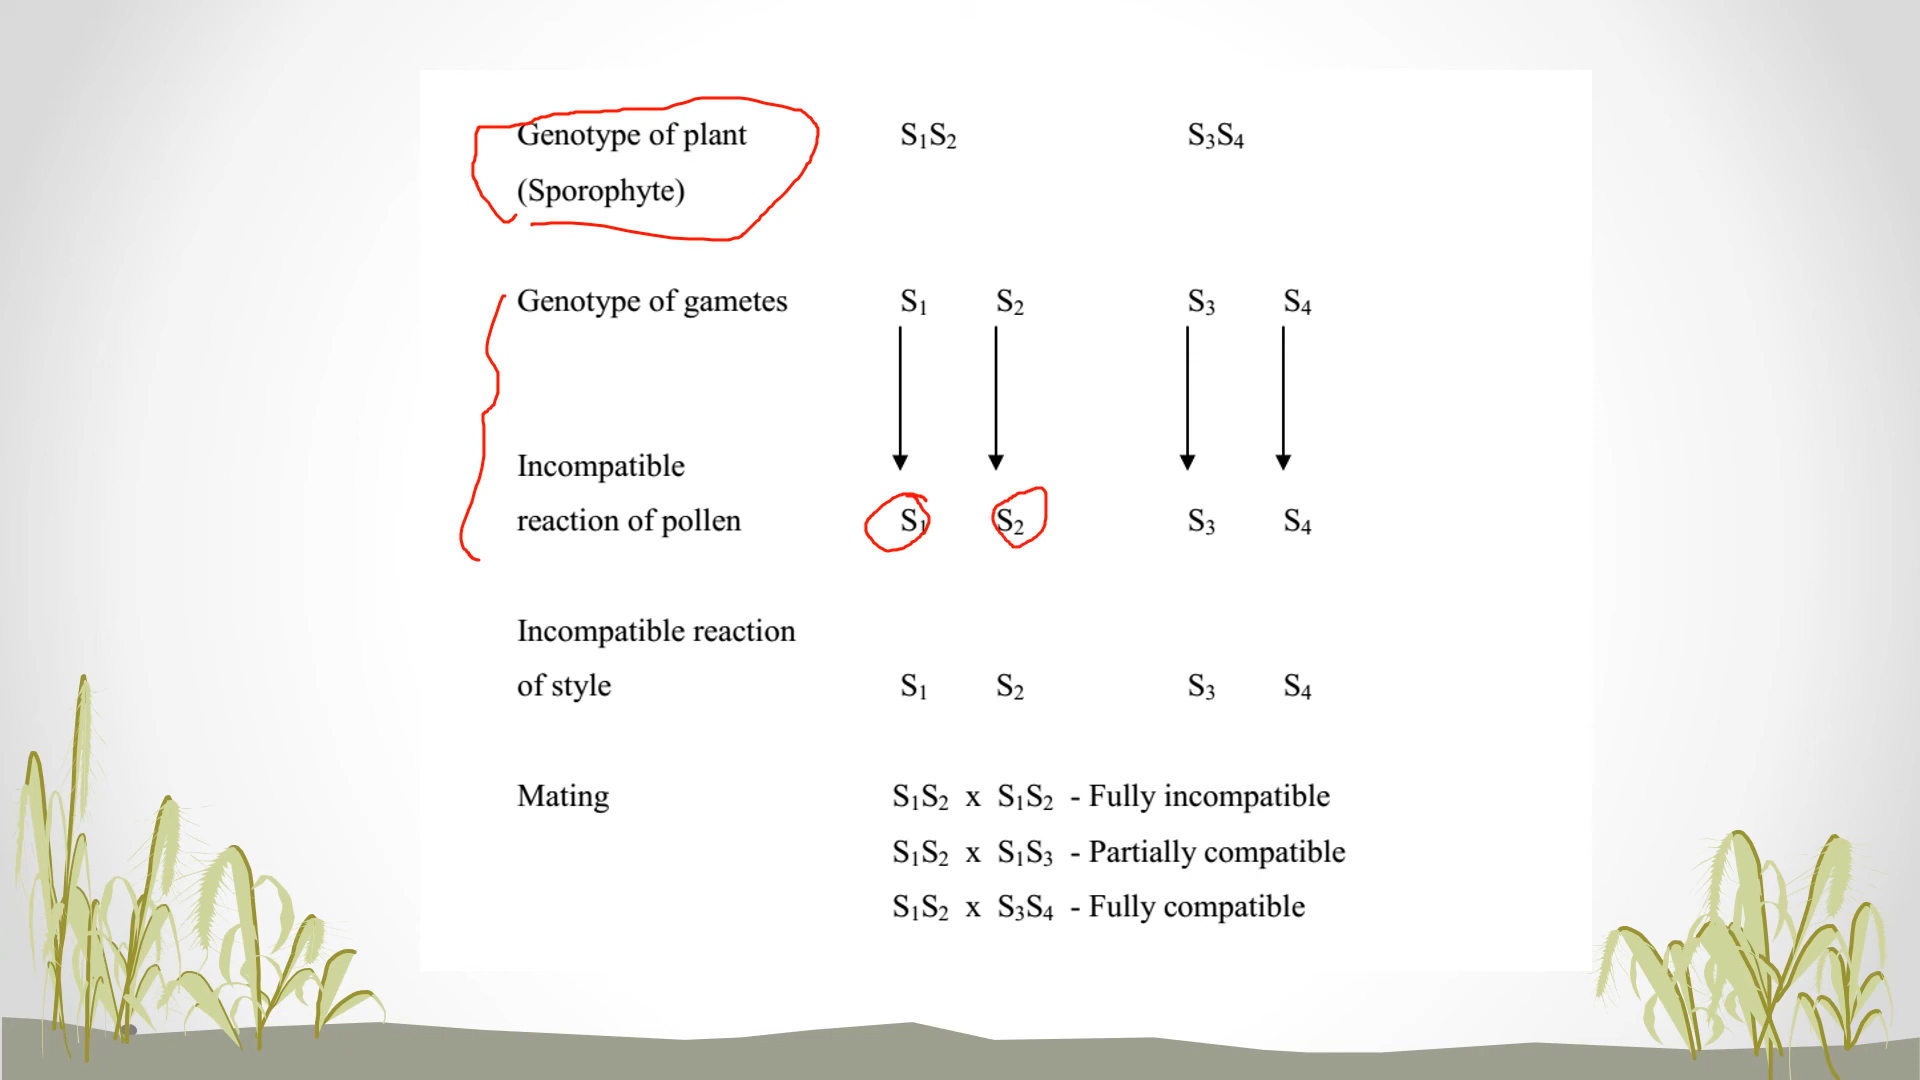 Genotype of plant S₁S₂ S₃S₄
(Sporophyte)
Genotype of gametes S₁ S₂ S₃ S₄
Incompatible
reaction of pollen S₁ S₂ S₃ S₄
Incompatible reaction
of style S₁ S₂ S₃ S₄
Mating S₁S₂ x S₁S₂ - Fully incompatible
S₁S₂ x S₁S₃ - Partially compatible
S₁S₂ x S₃S₄ - Fully compatible